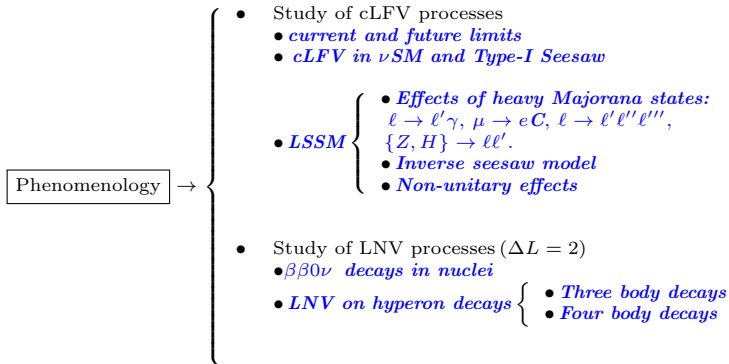 • Study of cLFV processes
• current and future limits
• cLFV in νSM and Type-I Seesaw
• Effects of heavy Majorana states:
ℓ → ℓ′γ, μ → eC, ℓ → ℓ′ℓ′′ℓ′′′,
• LSSM
{Z, H} → ℓℓ′.
• Inverse seesaw model
• Non-unitary effects
Phenomenology →
• Study of LNV processes (ΔL = 2)
•ββ0ν decays in nuclei
• LNV on hyperon decays
• Three body decays
• Four body decays